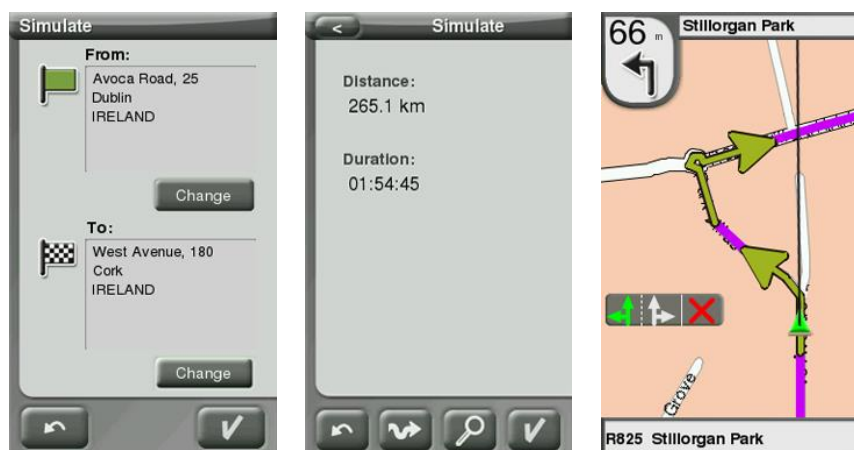 Simulate
From:
Avoca Road, 25
Dublin
IRELAND
Change
To:
West Avenue, 180
Cork
IRELAND
Change
<
Simulate
Distance:
265.1 km
Duration:
01:54:45
66 m
Stillorgan Park
Grove
R825 Stillorgan Park